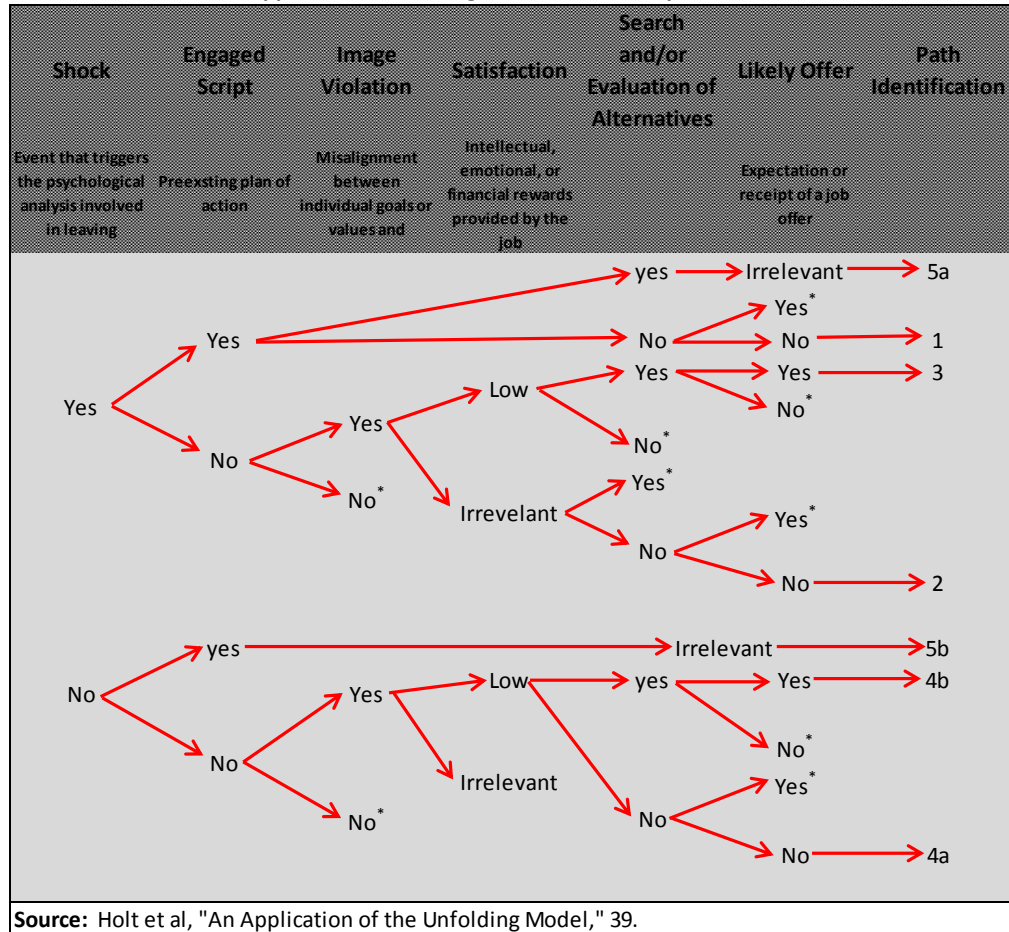 Shock
Engaged
Script
Image
Violation
Satisfaction
Search
and/or
Evaluation of
Alternatives
Likely Offer
Path
Identification
Event that triggers
the psychological
analysis involved
in leaving
Preexsting plan of
action
Misalignment
between
individual goals or
values and
Intellectual,
emotional, or
financial rewards
provided by the
job
Expectation or
receipt of a job
offer
yes Irrelevant 5a
Yes*
Yes No No 1
Yes Yes 3
Low
Yes Yes No*
No No*
No* Yes*
Irrevelant Yes*
No
No 2
yes Irrelevant 5b
No Yes Low yes Yes 4b
No*
No Irrelevant Yes*
No* No
No 4a
Source: Holt et al, "An Application of the Unfolding Model," 39.